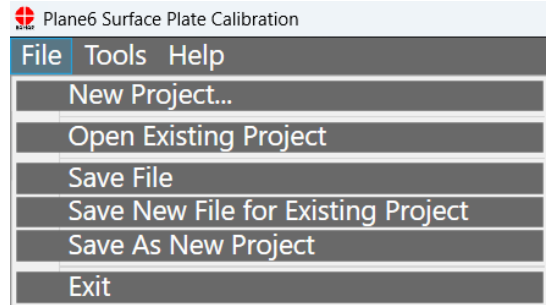 Plane6 Surface Plate Calibration
File Tools Help
New Project...
Open Existing Project
Save File
Save New File for Existing Project
Save As New Project
Exit